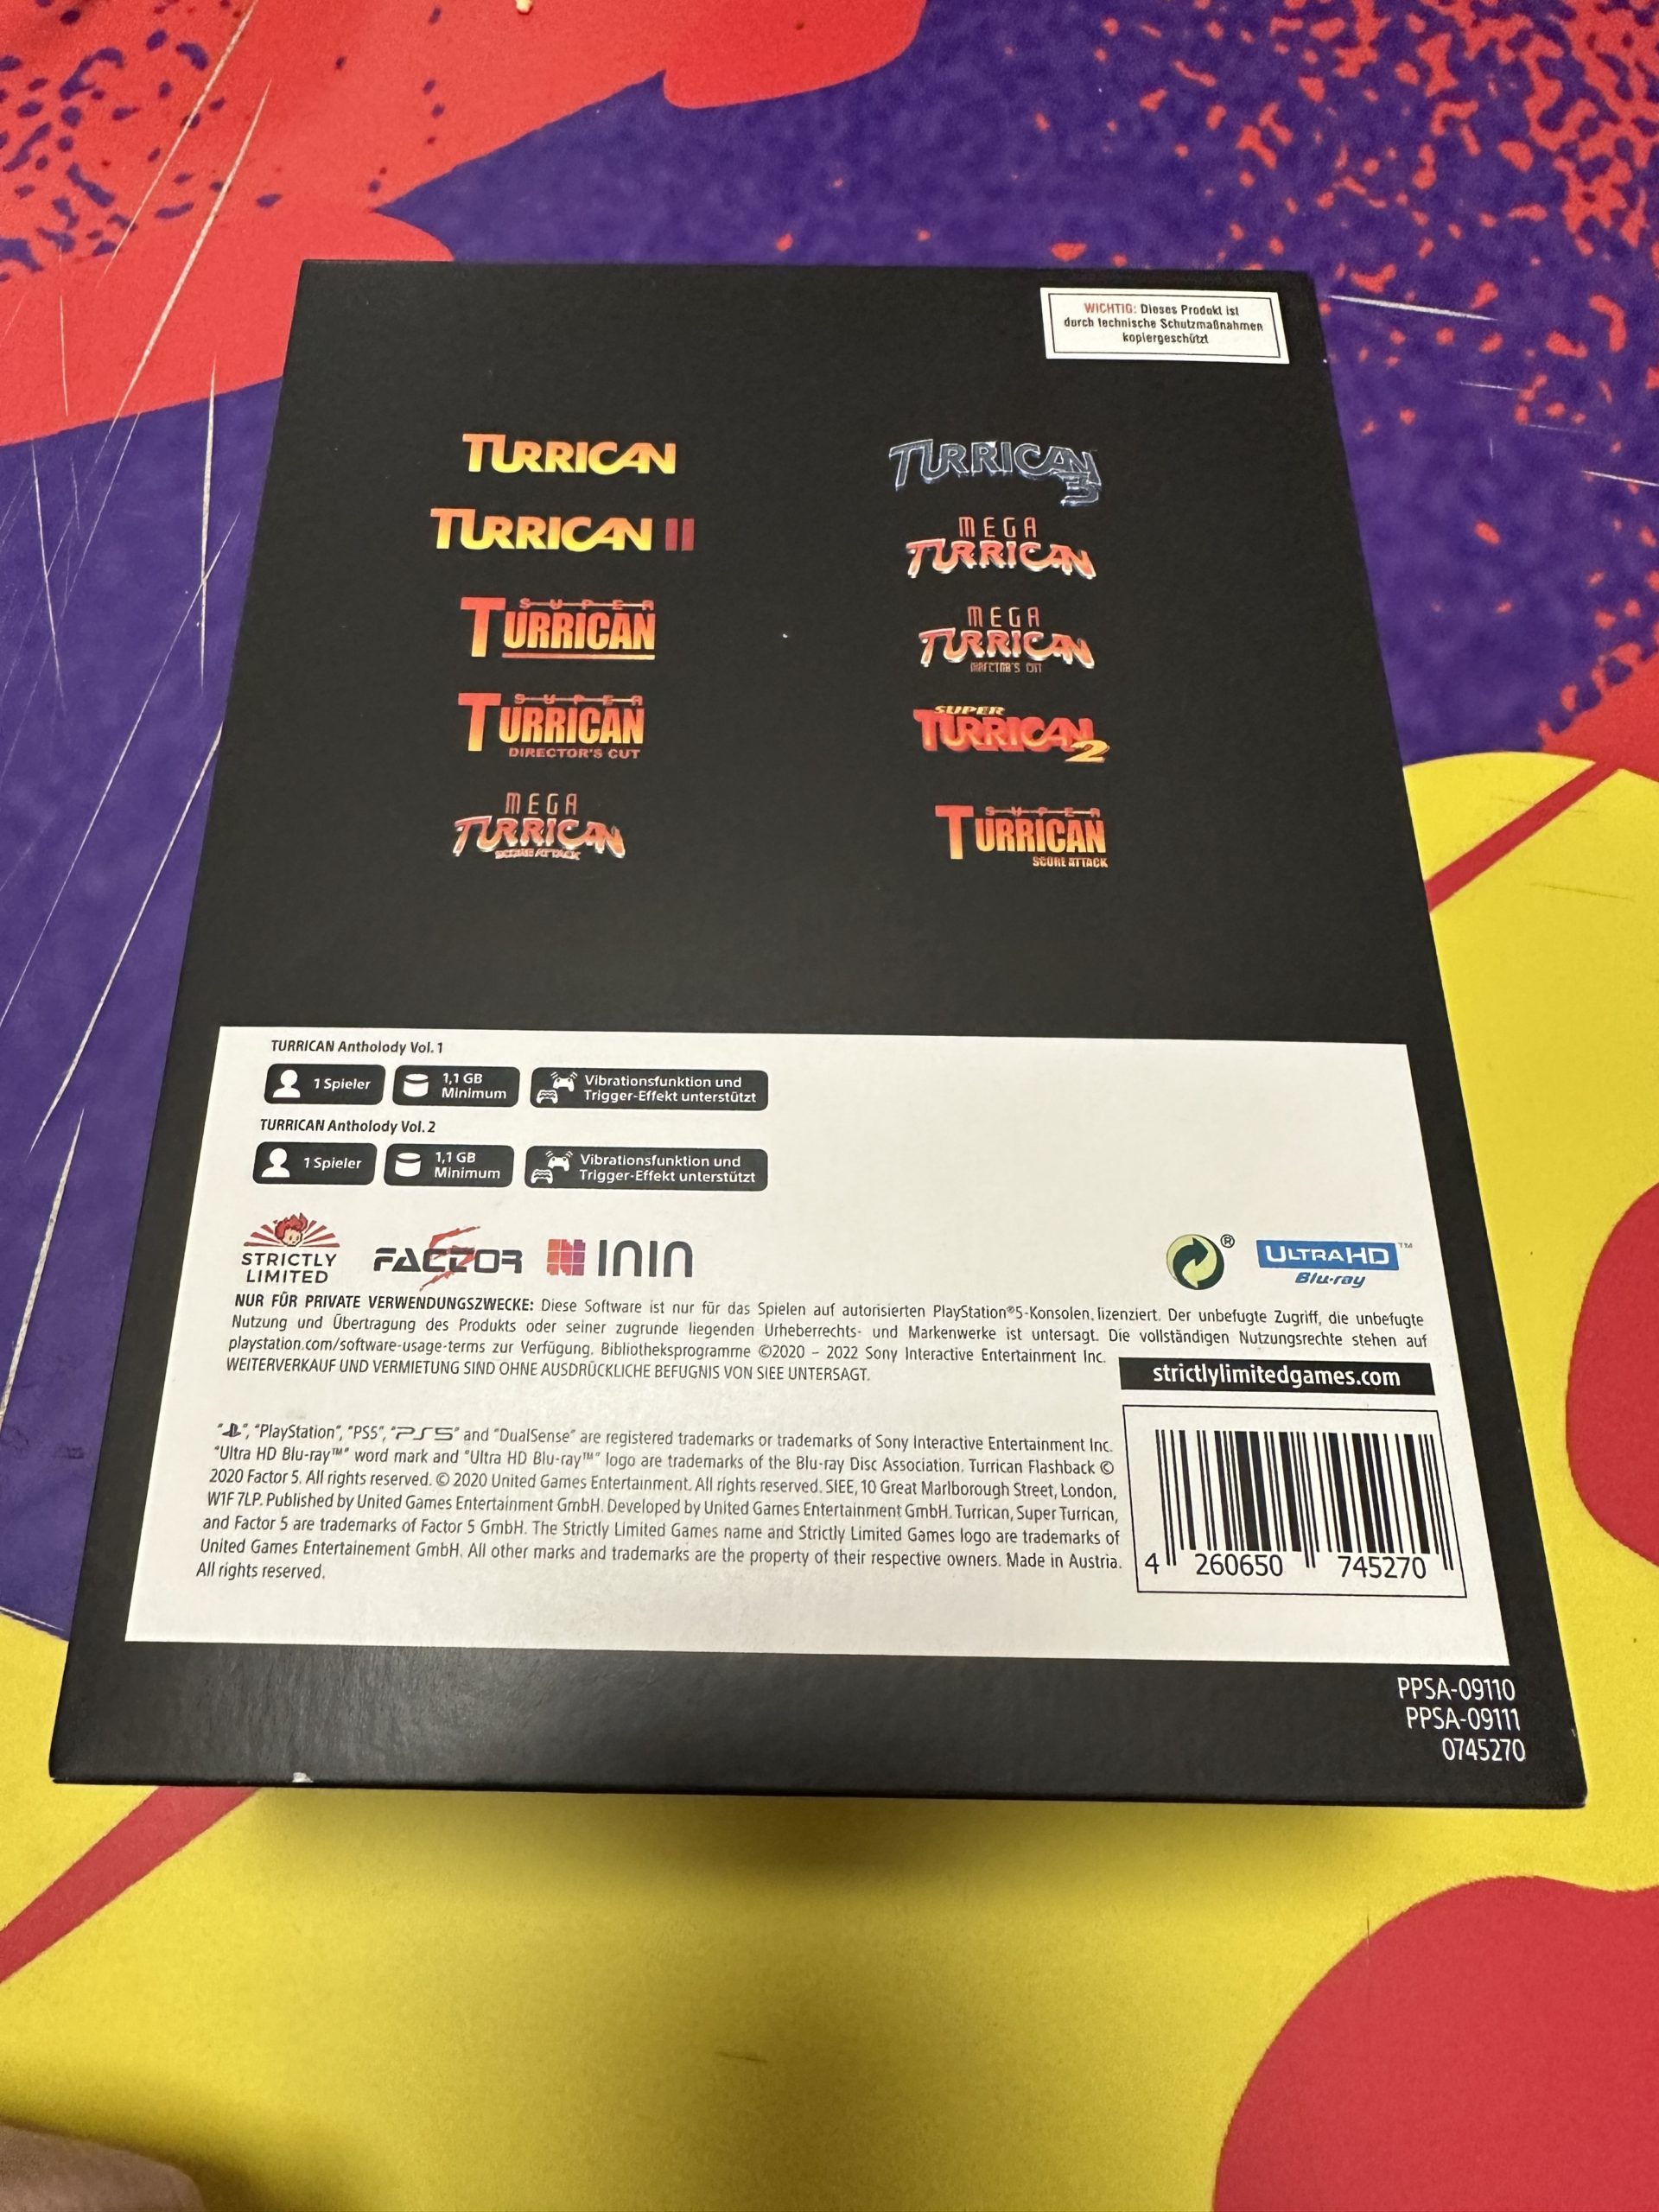 WICHTIG: Dieses Produkt ist
durch technische Schutzmaßnahmen
kopiergeschützt
TURRICAN
TURRICAN II
SUPER
TURRICAN
SUPER
TURRICAN
DIRECTOR'S CUT
MEGA
TURRICAN
SCORE ATTACK
TURRICAN
3
MEGA
TURRICAN
MEGA
TURRICAN
DIRECTOR'S CUT
SUPER
TURRICAN
2
SUPER
TURRICAN
SCORE ATTACK
TURRICAN Antholody Vol. 1
1 Spieler
1,1 GB
Minimum
Vibrationsfunktion und
Trigger-Effekt unterstützt
TURRICAN Antholody Vol. 2
1 Spieler
1,1 GB
Minimum
Vibrationsfunktion und
Trigger-Effekt unterstützt
STRICTLY
LIMITED
FACTOR 5
ININ
®
ULTRA HD™
Blu-ray
NUR FÜR PRIVATE VERWENDUNGSZWECKE: Diese Software ist nur für das Spielen auf autorisierten PlayStation®5-Konsolen, lizenziert. Der unbefugte Zugriff, die unbefugte
Nutzung und Übertragung des Produkts oder seiner zugrunde liegenden Urheberrechts- und Markenwerke ist untersagt. Die vollständigen Nutzungsrechte stehen auf
playstation.com/software-usage-terms zur Verfügung. Bibliotheksprogramme ©2020 – 2022 Sony Interactive Entertainment Inc.
WEITERVERKAUF UND VERMIETUNG SIND OHNE AUSDRÜCKLICHE BEFUGNIS VON SIEE UNTERSAGT.
strictlylimitedgames.com
"", "PlayStation", "PS5", "PS5" and "DualSense" are registered trademarks or trademarks of Sony Interactive Entertainment Inc.
"Ultra HD Blu-ray™" word mark and "Ultra HD Blu-ray™" logo are trademarks of the Blu-ray Disc Association. Turrican Flashback ©
2020 Factor 5. All rights reserved. © 2020 United Games Entertainment. All rights reserved. SIEE, 10 Great Marlborough Street, London,
W1F 7LP. Published by United Games Entertainment GmbH. Developed by United Games Entertainment GmbH. Turrican, Super Turrican,
and Factor 5 are trademarks of Factor 5 GmbH. The Strictly Limited Games name and Strictly Limited Games logo are trademarks of
United Games Entertainement GmbH. All other marks and trademarks are the property of their respective owners. Made in Austria.
All rights reserved.
4 260650 745270
PPSA-09110
PPSA-09111
0745270